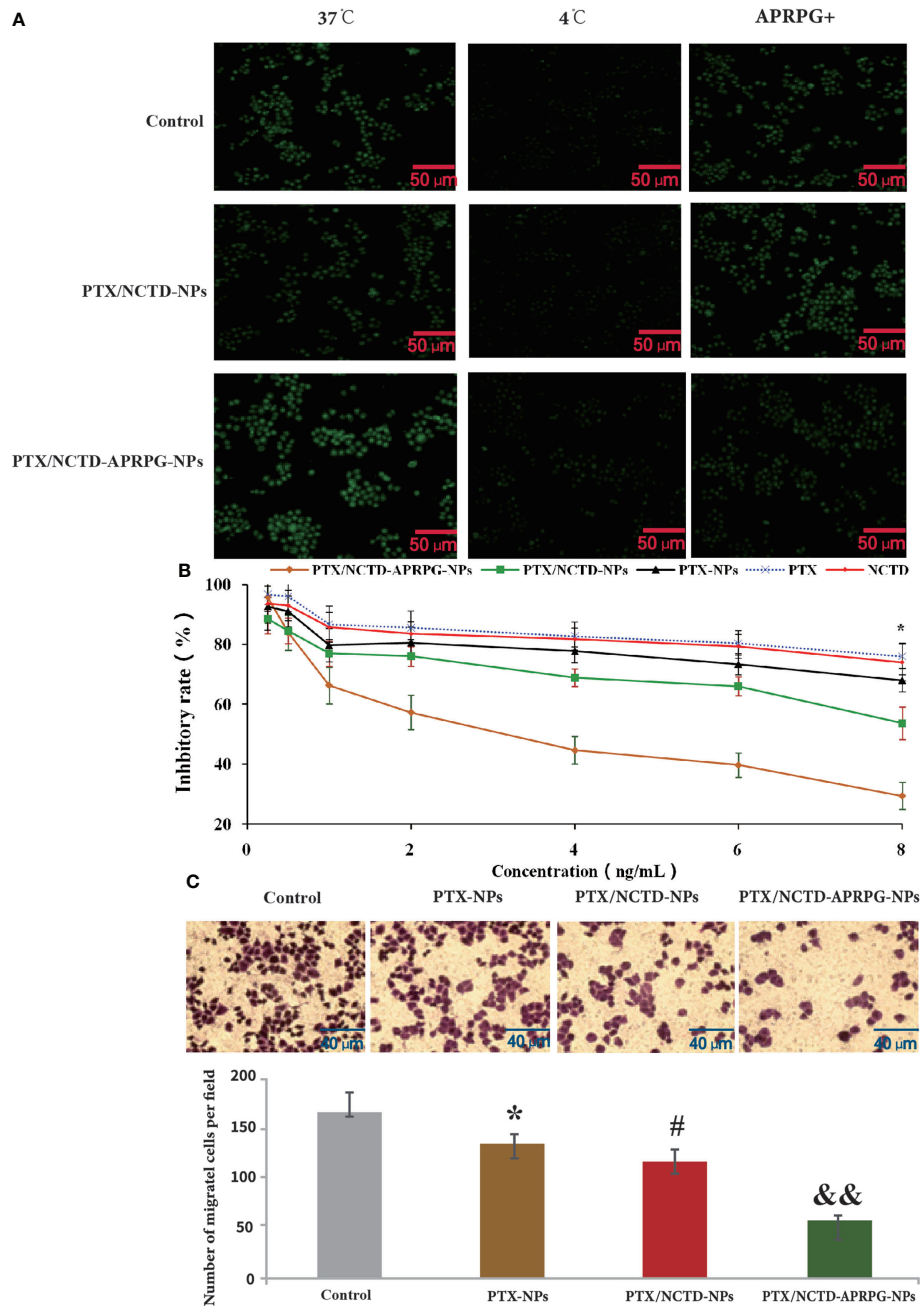 A
37℃ 4℃ APRPG+
Control
50 μm 50 μm 50 μm
PTX/NCTD-NPs
50 μm 50 μm 50 μm
PTX/NCTD-APRPG-NPs
50 μm 50 μm 50 μm
B
PTX/NCTD-APRPG-NPs PTX/NCTD-NPs PTX-NPs PTX NCTD
Inhbitory rate ( % )
100
80
60
40
20
*
0 2 4 6 8
Concentration ( ng/mL )
C
Control PTX-NPs PTX/NCTD-NPs PTX/NCTD-APRPG-NPs
40 μm 40 μm 40 μm 40 μm
Number of migratel cells per field
200
150
100
50
0
* # &&
Control PTX-NPs PTX/NCTD-NPs PTX/NCTD-APRPG-NPs